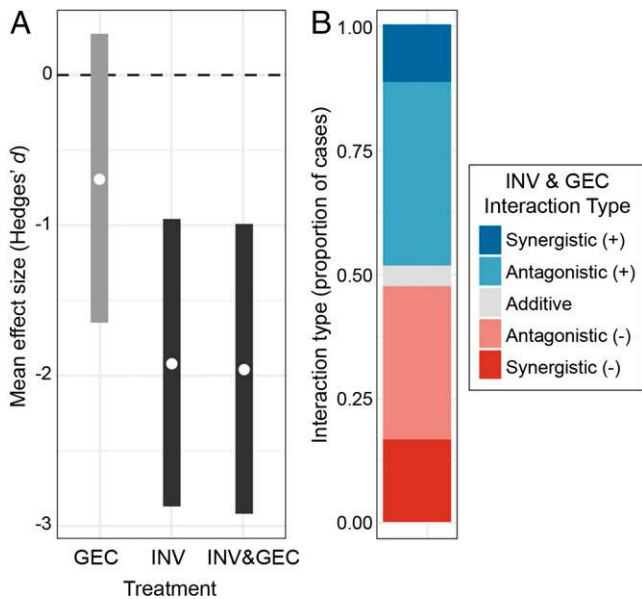 A
Mean effect size (Hedges' d)
0
-1
-2
-3
GEC
INV
INV&GEC
Treatment
B
Interaction type (proportion of cases)
1.00
0.75
0.50
0.25
0.00
INV & GEC
Interaction Type
Synergistic (+)
Antagonistic (+)
Additive
Antagonistic (-)
Synergistic (-)